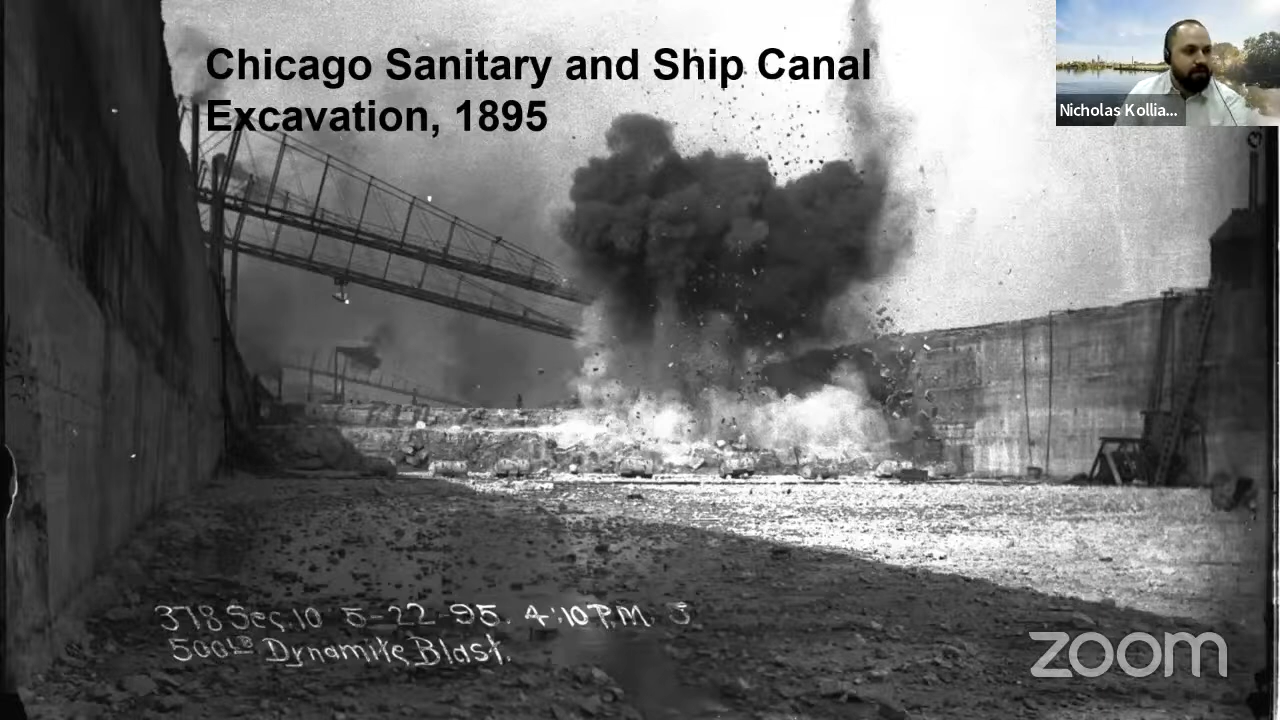 Chicago Sanitary and Ship Canal
Excavation, 1895
Nicholas Kollia...
378 Sec. 10 5-22-95. 4:10 P.M. J
500LB Dynamite Blast.
zoom